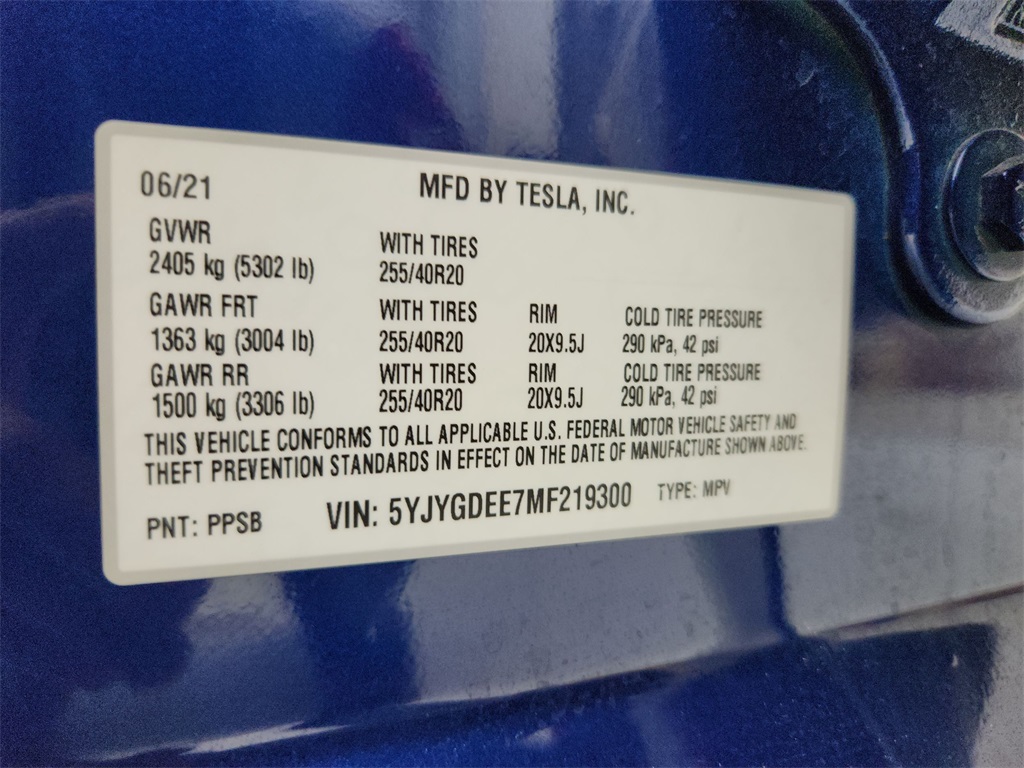 06/21 MFD BY TESLA, INC.
GVWR WITH TIRES
2405 kg (5302 lb) 255/40R20
GAWR FRT WITH TIRES RIM COLD TIRE PRESSURE
1363 kg (3004 lb) 255/40R20 20X9.5J 290 kPa, 42 psi
GAWR RR WITH TIRES RIM COLD TIRE PRESSURE
1500 kg (3306 lb) 255/40R20 20X9.5J 290 kPa, 42 psi
THIS VEHICLE CONFORMS TO ALL APPLICABLE U.S. FEDERAL MOTOR VEHICLE SAFETY AND
THEFT PREVENTION STANDARDS IN EFFECT ON THE DATE OF MANUFACTURE SHOWN ABOVE.
PNT: PPSB VIN: 5YJYGDEE7MF219300 TYPE: MPV